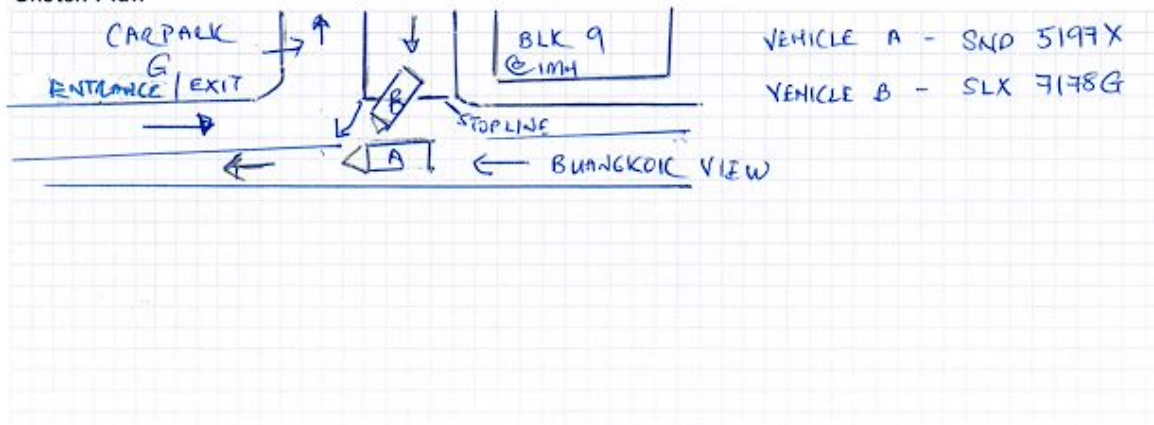 CARPARK
G
ENTRANCE / EXIT
BLK 9
@ IMH
VEHICLE A - SND 5197X
VEHICLE B - SLX 7178G
B
STOPLINE
A
BUANGKOK VIEW